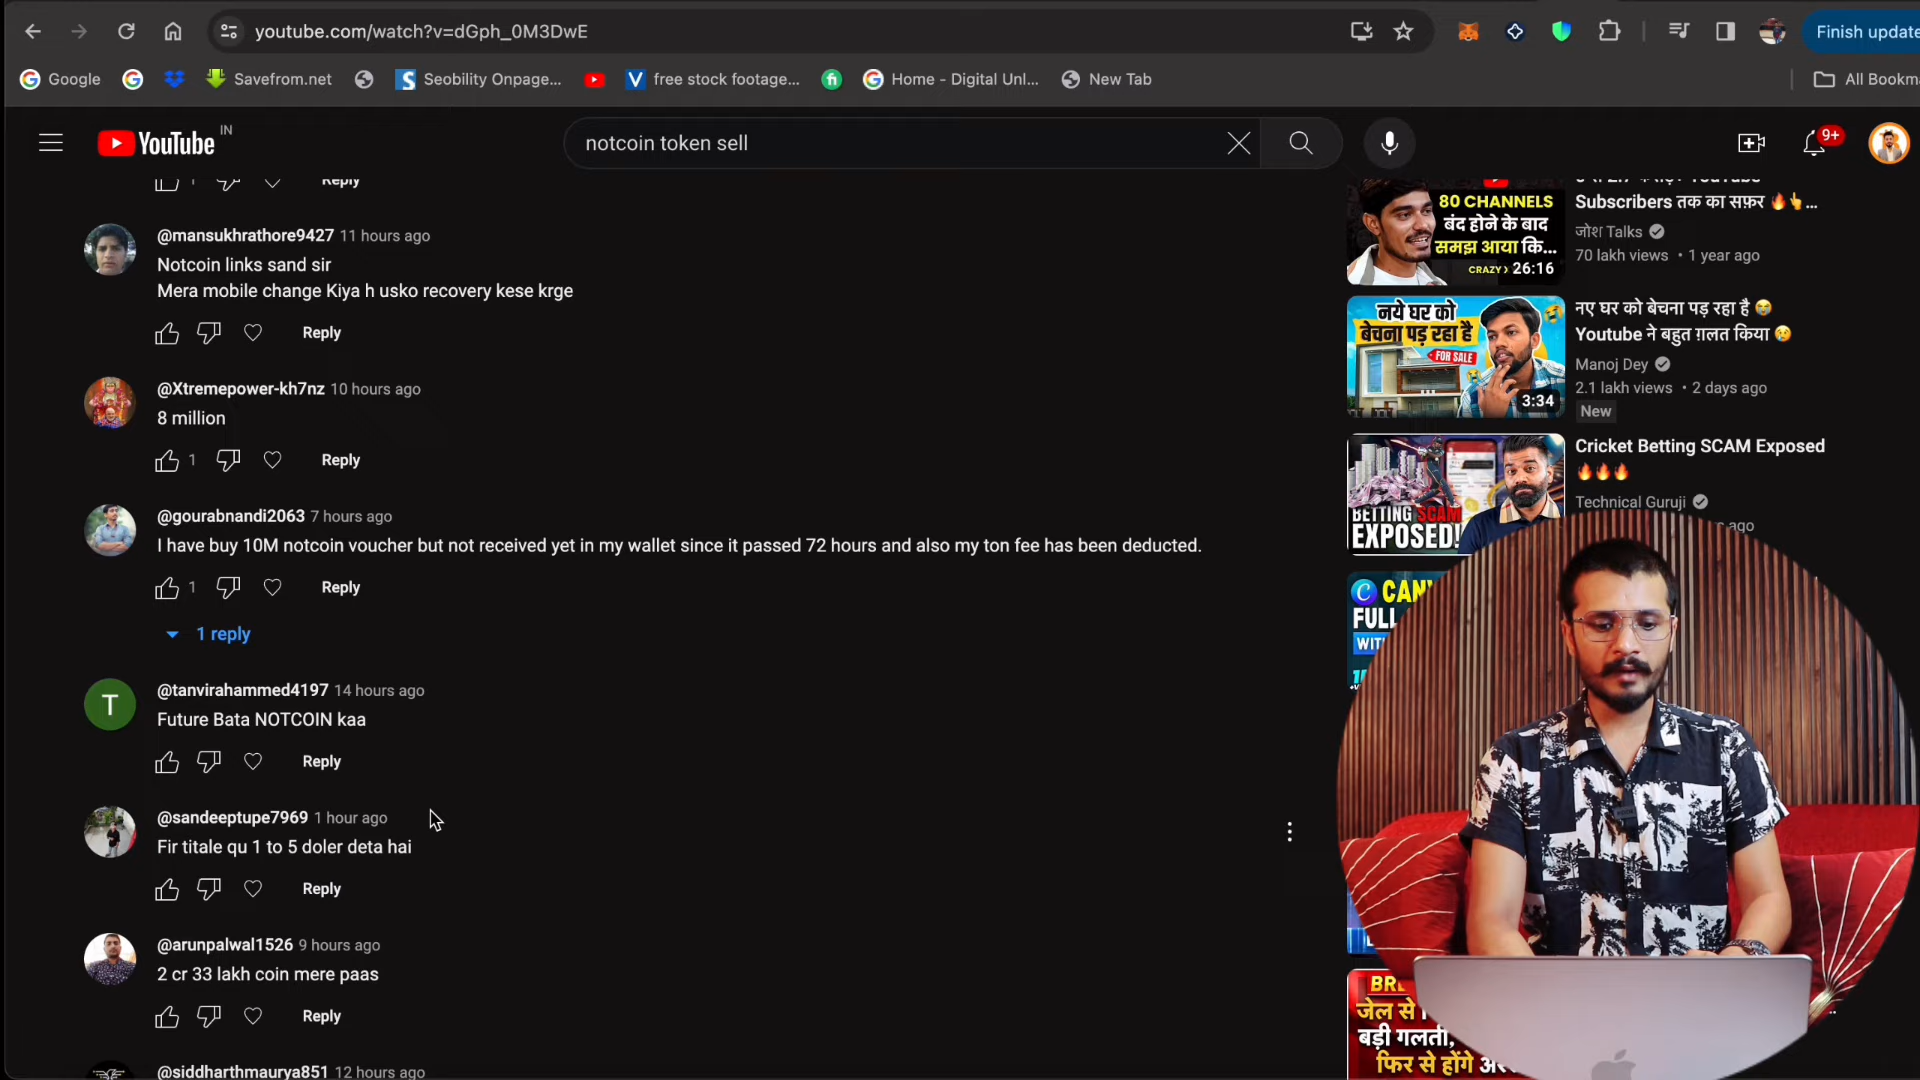 youtube.com/watch?v=dGph_0M3DwE
Finish update
Google
Savefrom.net
Seobility Onpage...
free stock footage...
Home - Digital Unl...
New Tab
All Bookm
YouTube IN
notcoin token sell
9+
1
Reply
@mansukhrathore9427 11 hours ago
Notcoin links sand sir
Mera mobile change Kiya h usko recovery kese krge
Reply
@Xtremepower-kh7nz 10 hours ago
8 million
1 Reply
@gourabnandi2063 7 hours ago
I have buy 10M notcoin voucher but not received yet in my wallet since it passed 72 hours and also my ton fee has been deducted.
1 Reply
1 reply
T
@tanvirahammed4197 14 hours ago
Future Bata NOTCOIN kaa
Reply
@sandeeptupe7969 1 hour ago
Fir titale qu 1 to 5 doler deta hai
Reply
@arunpalwal1526 9 hours ago
2 cr 33 lakh coin mere paas
Reply
@siddharthmaurya851 12 hours ago
80 CHANNELS
बंद होने के बाद
समझ आया कि...
CRAZY 26:16
Subscribers तक का सफ़र
जोश Talks
70 lakh views • 1 year ago
नये घर को
बेचना पड़ रहा है
FOR SALE
3:34
नए घर को बेचना पड़ रहा है
Youtube ने बहुत ग़लत किया
Manoj Dey
2.1 lakh views • 2 days ago
New
BETTING SCAM
EXPOSED!
Cricket Betting SCAM Exposed
Technical Guruji
ago
C CAN
FULL
WIT
जेल से
बड़ी गलती,
फिर से होंगे